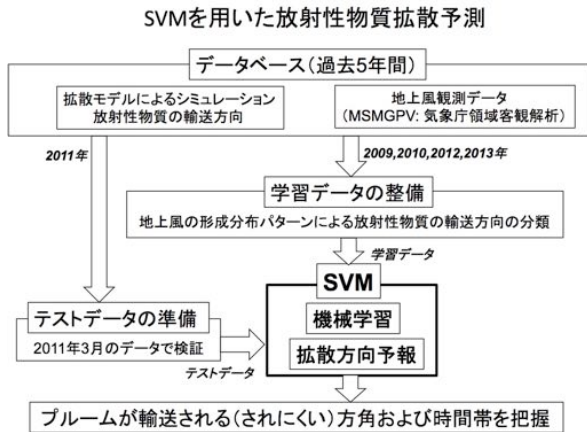 SVMを用いた放射性物質拡散予測
データベース（過去5年間）
拡散モデルによるシミュレーション
放射性物質の輸送方向
地上風観測データ
（MSMGPV: 気象庁領域客観解析）
2011年
2009,2010,2012,2013年
学習データの整備
地上風の形成分布パターンによる放射性物質の輸送方向の分類
学習データ
SVM
機械学習
拡散方向予報
テストデータの準備
2011年3月のデータで検証
テストデータ
プルームが輸送される（されにくい）方角および時間帯を把握